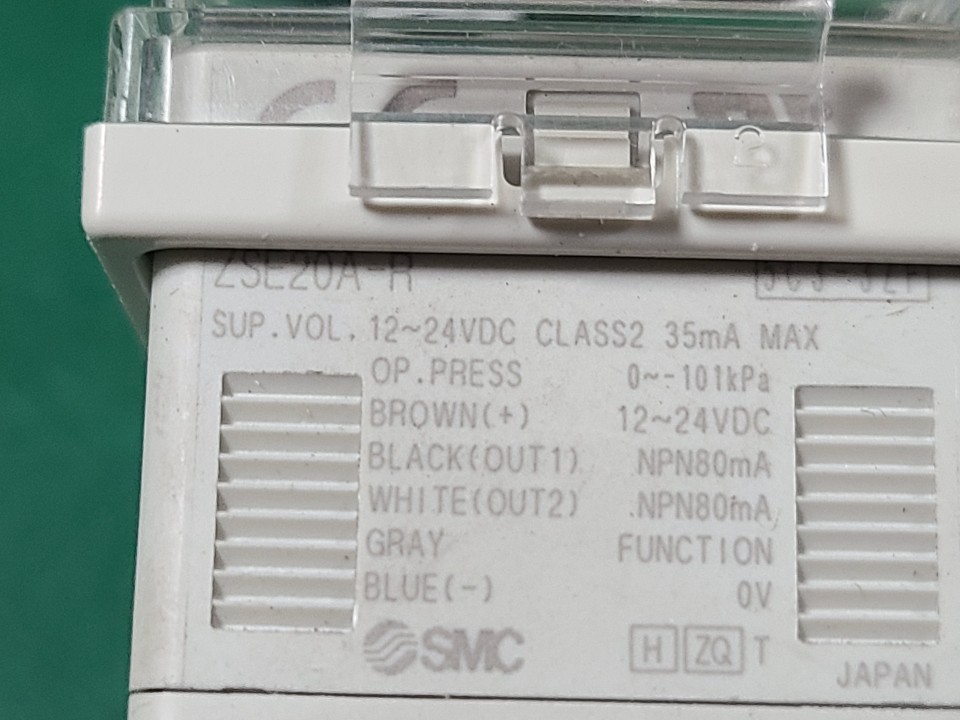 2
ZSE20A-R
SUP.VOL. 12~24VDC CLASS2 35mA MAX
OP.PRESS 0~-101kPa
BROWN(+) 12~24VDC
BLACK(OUT1) NPN80mA
WHITE(OUT2) NPN80mA
GRAY FUNCTION
BLUE(-) 0V
SMC H ZQ T
JAPAN